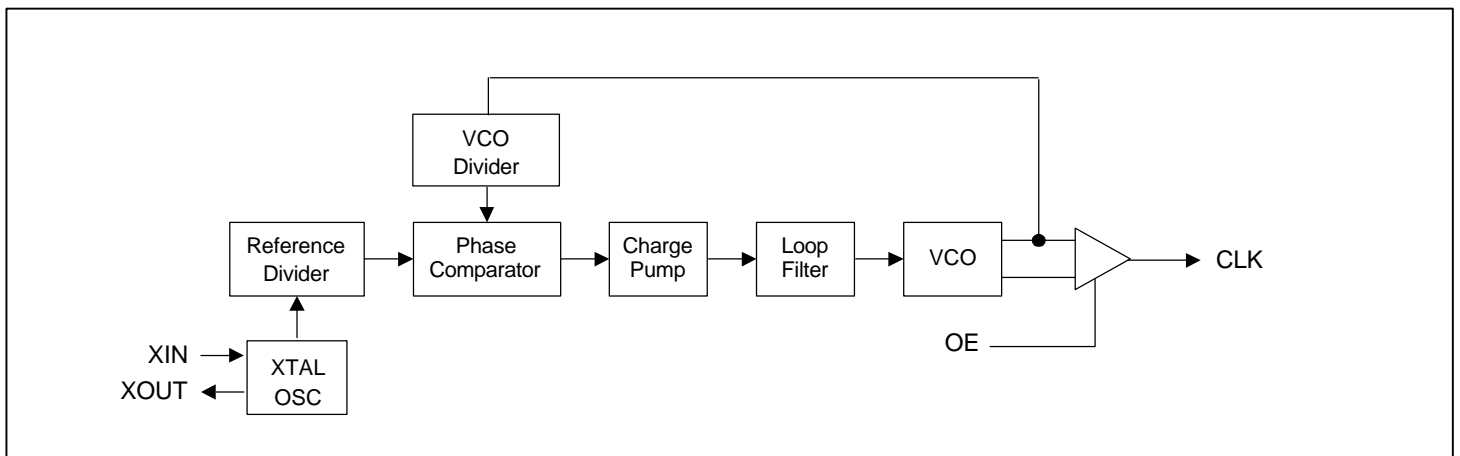 VCO
Divider
Reference
Divider
Phase
Comparator
Charge
Pump
Loop
Filter
VCO
CLK
OE
XIN
XOUT
XTAL
OSC